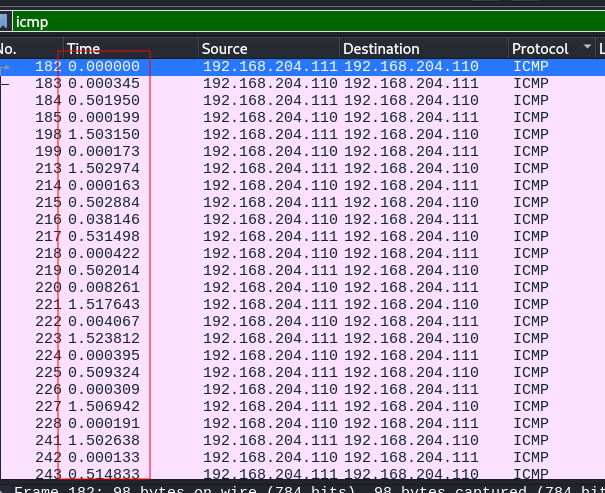 icmp
No. Time Source Destination Protocol L
182 0.000000 192.168.204.111 192.168.204.110 ICMP
183 0.000345 192.168.204.110 192.168.204.111 ICMP
184 0.501950 192.168.204.111 192.168.204.110 ICMP
185 0.000199 192.168.204.110 192.168.204.111 ICMP
198 1.503150 192.168.204.111 192.168.204.110 ICMP
199 0.000173 192.168.204.110 192.168.204.111 ICMP
213 1.502974 192.168.204.111 192.168.204.110 ICMP
214 0.000163 192.168.204.110 192.168.204.111 ICMP
215 0.502884 192.168.204.111 192.168.204.110 ICMP
216 0.038146 192.168.204.110 192.168.204.111 ICMP
217 0.531498 192.168.204.111 192.168.204.110 ICMP
218 0.000422 192.168.204.110 192.168.204.111 ICMP
219 0.502014 192.168.204.111 192.168.204.110 ICMP
220 0.008261 192.168.204.110 192.168.204.111 ICMP
221 1.517643 192.168.204.111 192.168.204.110 ICMP
222 0.004067 192.168.204.110 192.168.204.111 ICMP
223 1.523812 192.168.204.111 192.168.204.110 ICMP
224 0.000395 192.168.204.110 192.168.204.111 ICMP
225 0.509324 192.168.204.111 192.168.204.110 ICMP
226 0.000309 192.168.204.110 192.168.204.111 ICMP
227 1.506942 192.168.204.111 192.168.204.110 ICMP
228 0.000191 192.168.204.110 192.168.204.111 ICMP
241 1.502638 192.168.204.111 192.168.204.110 ICMP
242 0.000133 192.168.204.110 192.168.204.111 ICMP
243 0.514833 192.168.204.111 192.168.204.110 ICMP
Frame 182: 98 bytes on wire (784 bits), 98 bytes captured (784 bit